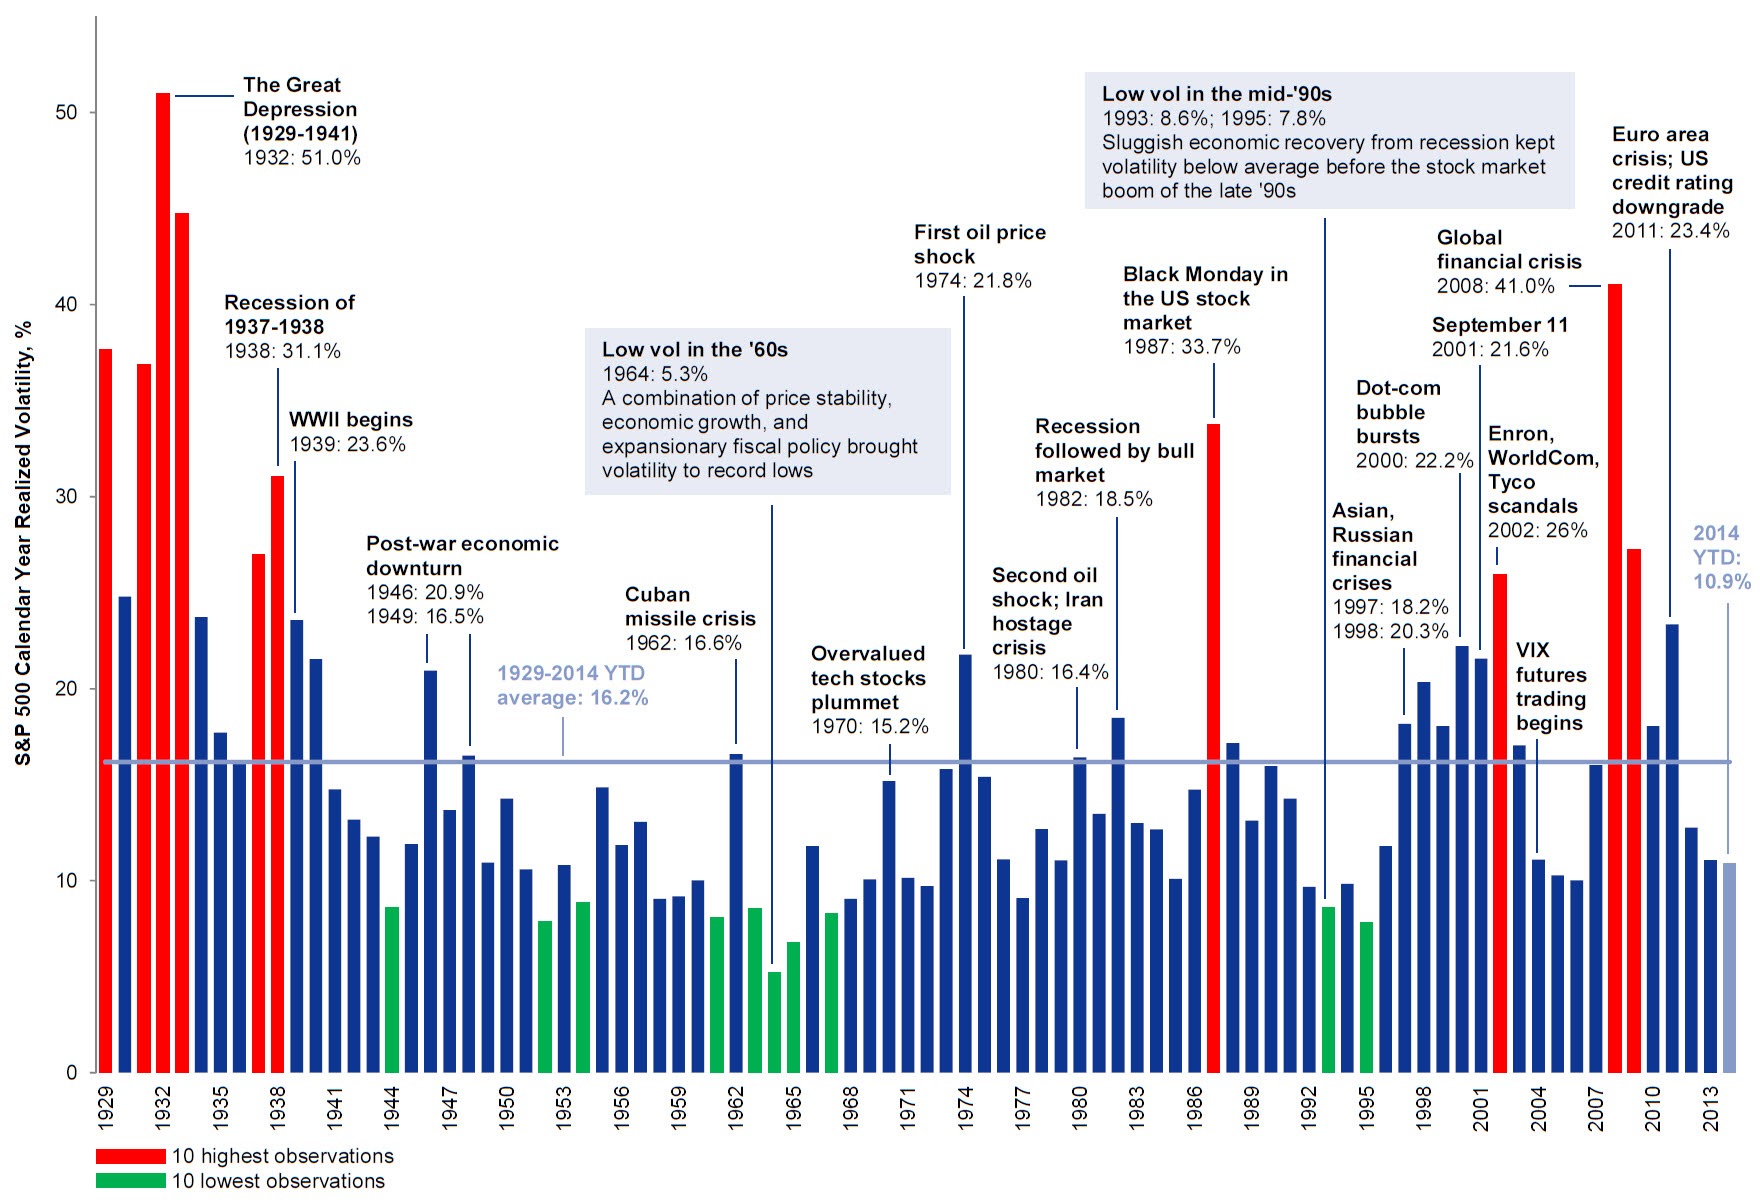 S&P 500 Calendar Year Realized Volatility, %
50
40
30
20
10
0
The Great
Depression
(1929-1941)
1932: 51.0%
Recession of
1937-1938
1938: 31.1%
WWII begins
1939: 23.6%
Post-war economic
downturn
1946: 20.9%
1949: 16.5%
1929-2014 YTD
average: 16.2%
Low vol in the '60s
1964: 5.3%
A combination of price stability,
economic growth, and
expansionary fiscal policy brought
volatility to record lows
Cuban
missile crisis
1962: 16.6%
Overvalued
tech stocks
plummet
1970: 15.2%
First oil price
shock
1974: 21.8%
Second oil
shock; Iran
hostage
crisis
1980: 16.4%
Recession
followed by bull
market
1982: 18.5%
Black Monday in
the US stock
market
1987: 33.7%
Low vol in the mid-'90s
1993: 8.6%; 1995: 7.8%
Sluggish economic recovery from recession kept
volatility below average before the stock market
boom of the late '90s
Asian,
Russian
financial
crises
1997: 18.2%
1998: 20.3%
Dot-com
bubble
bursts
2000: 22.2%
September 11
2001: 21.6%
Enron,
WorldCom,
Tyco
scandals
2002: 26%
VIX
futures
trading
begins
Global
financial crisis
2008: 41.0%
Euro area
crisis; US
credit rating
downgrade
2011: 23.4%
2014
YTD:
10.9%
1929
1932
1935
1938
1941
1944
1947
1950
1953
1956
1959
1962
1965
1968
1971
1974
1977
1980
1983
1986
1989
1992
1995
1998
2001
2004
2007
2010
2013
10 highest observations
10 lowest observations